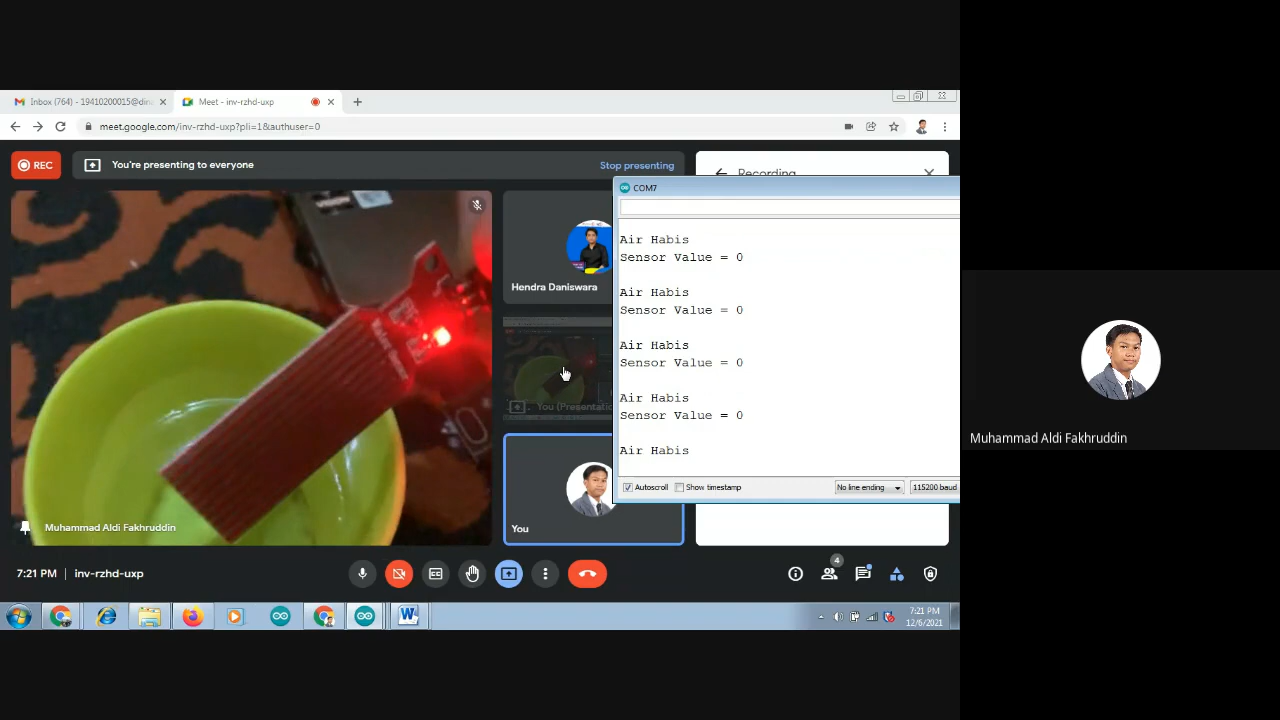 Inbox (764) - 19410200015@din
Meet - inv-rzhd-uxp
meet.google.com/inv-rzhd-uxp?pli=1&authuser=0
REC
You're presenting to everyone
Stop presenting
Recording
COM7
Air Habis
Sensor Value = 0
Air Habis
Sensor Value = 0
Air Habis
Sensor Value = 0
Air Habis
Sensor Value = 0
Air Habis
Autoscroll
Show timestamp
No line ending
115200 baud
Hendra Daniswara
You (Presentatio
You
Muhammad Aldi Fakhruddin
Muhammad Aldi Fakhruddin
7:21 PM | inv-rzhd-uxp
4
7:21 PM
12/6/2021